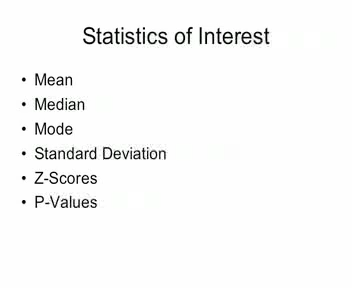 Statistics of Interest
• Mean
• Median
• Mode
• Standard Deviation
• Z-Scores
• P-Values